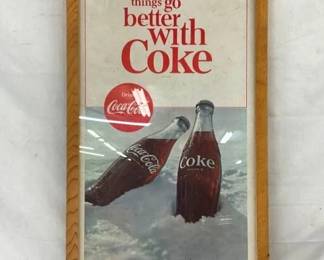 things go
better
with
Coke
Drink
Coca-Cola
Coca-Cola
Coke